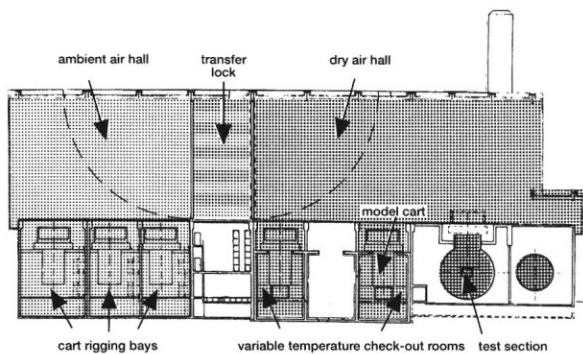 ambient air hall
transfer
lock
dry air hall
model cart
cart rigging bays
variable temperature check-out rooms
test section